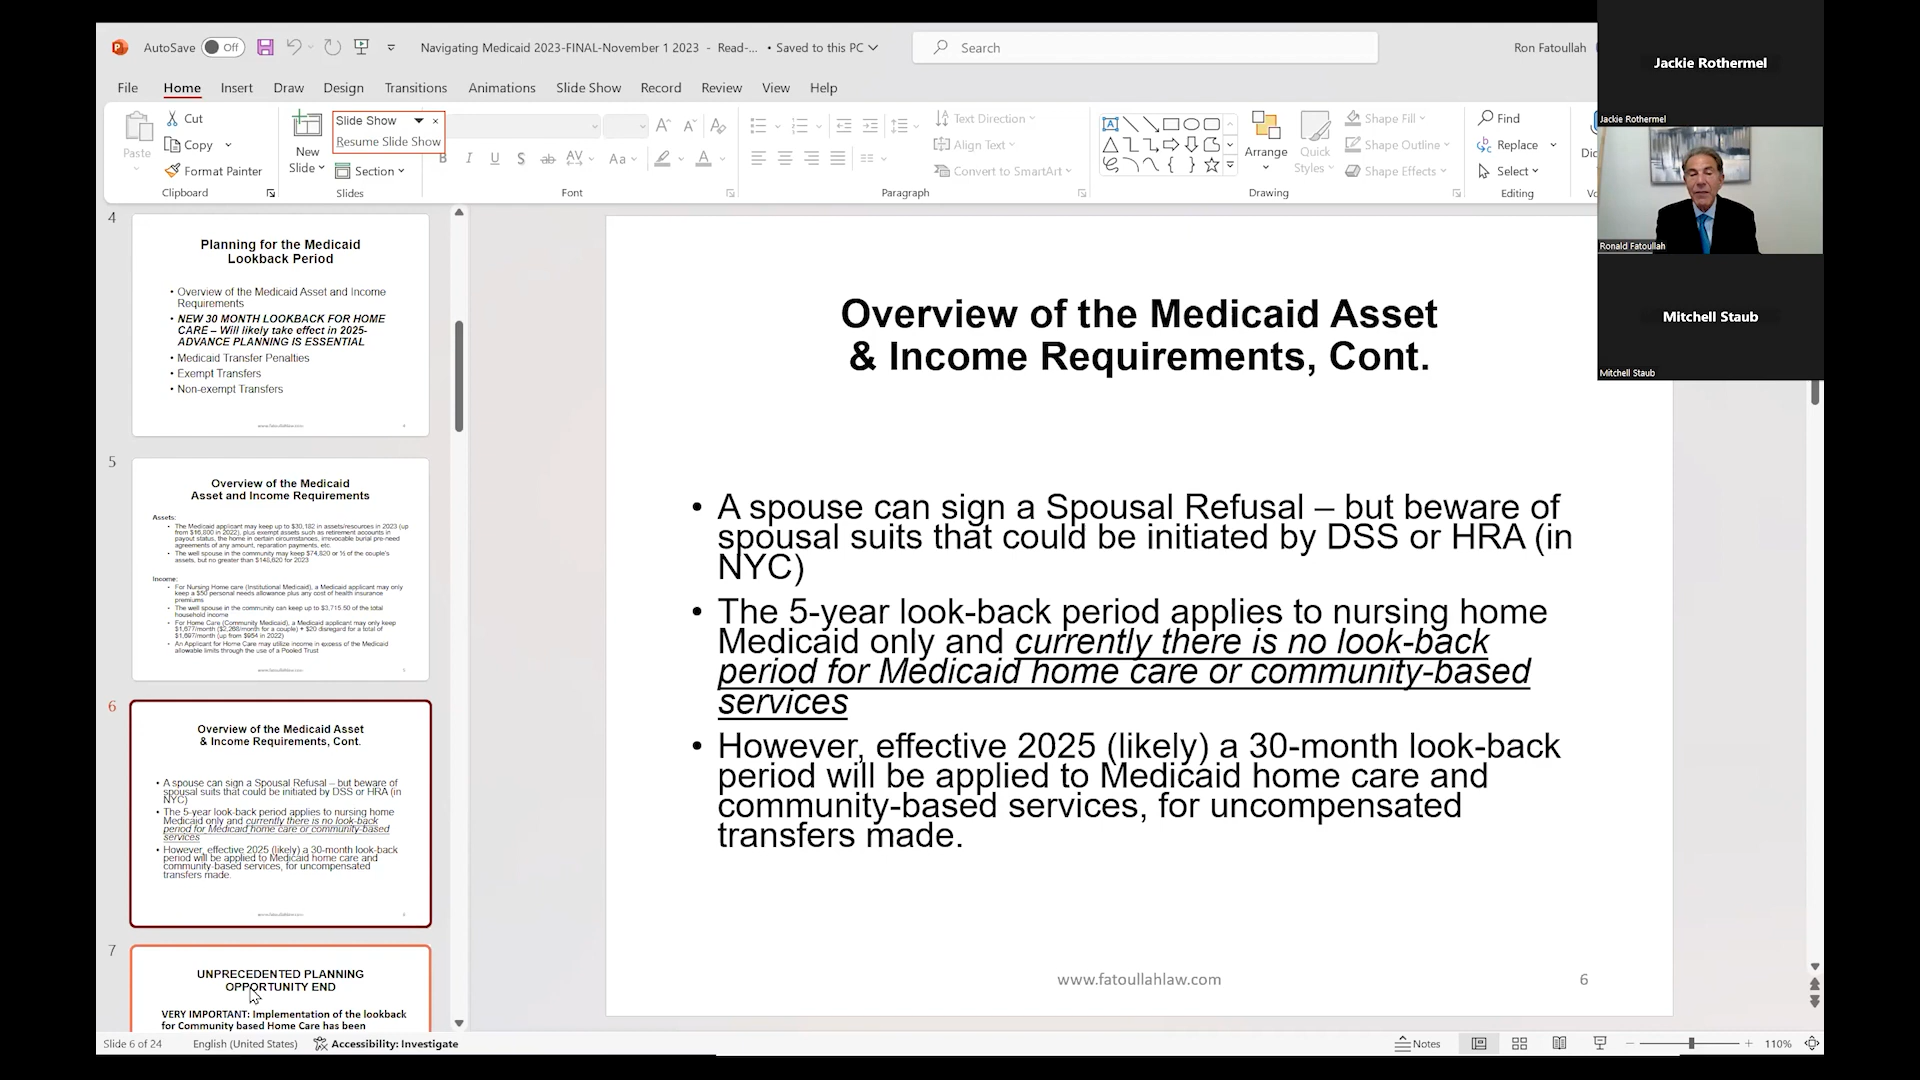 AutoSave Off Navigating Medicaid 2023-FINAL-November 1 2023 - Read-... • Saved to this PC Search Ron Fatoullah
File Home Insert Draw Design Transitions Animations Slide Show Record Review View Help
Paste
Cut
Copy
Format Painter
Clipboard
New
Slide
Slide Show
Resume Slide Show
Section
Slides
Font
Text Direction
Align Text
Convert to SmartArt
Paragraph
Arrange
Quick
Styles
Shape Fill
Shape Outline
Shape Effects
Drawing
Find
Replace
Select
Editing
Jackie Rothermel
Jackie Rothermel
Ronald Fatoullah
Mitchell Staub
Mitchell Staub
4
Planning for the Medicaid
Lookback Period
• Overview of the Medicaid Asset and Income
Requirements
• NEW 30 MONTH LOOKBACK FOR HOME
CARE – Will likely take effect in 2025-
ADVANCE PLANNING IS ESSENTIAL
• Medicaid Transfer Penalties
• Exempt Transfers
• Non-exempt Transfers
www.fatoullahlaw.com 4
5
Overview of the Medicaid
Asset and Income Requirements
Assets:
• The Medicaid applicant may keep up to $30,182 in assets/resources in 2023 (up
from $16,800 in 2022), plus exempt assets such as retirement accounts in
payout status, the home in certain circumstances, irrevocable burial pre-need
agreements of any amount, reparation payments, etc.
• The well spouse in the community may keep $74,820 or ½ of the couple's
assets, but no greater than $148,620 for 2023
Income:
• For Nursing Home care (Institutional Medicaid), a Medicaid applicant may only
keep a $50 personal needs allowance plus any cost of health insurance
premiums
• The well spouse in the community can keep up to $3,715.50 of the total
household income
• For Home Care (Community Medicaid), a Medicaid applicant may only keep
$1,677/month ($2,268/month for a couple) + $20 disregard for a total of
$1,697/month (up from $954 in 2022)
• An Applicant for Home Care may utilize income in excess of the Medicaid
allowable limits through the use of a Pooled Trust
www.fatoullahlaw.com 5
6
Overview of the Medicaid Asset
& Income Requirements, Cont.
• A spouse can sign a Spousal Refusal – but beware of
spousal suits that could be initiated by DSS or HRA (in
NYC)
• The 5-year look-back period applies to nursing home
Medicaid only and currently there is no look-back
period for Medicaid home care or community-based
services
• However, effective 2025 (likely) a 30-month look-back
period will be applied to Medicaid home care and
community-based services, for uncompensated
transfers made.
www.fatoullahlaw.com 6
7
UNPRECEDENTED PLANNING
OPPORTUNITY END
VERY IMPORTANT: Implementation of the lookback
for Community based Home Care has been
Overview of the Medicaid Asset
& Income Requirements, Cont.
• A spouse can sign a Spousal Refusal – but beware of
spousal suits that could be initiated by DSS or HRA (in
NYC)
• The 5-year look-back period applies to nursing home
Medicaid only and currently there is no look-back
period for Medicaid home care or community-based
services
• However, effective 2025 (likely) a 30-month look-back
period will be applied to Medicaid home care and
community-based services, for uncompensated
transfers made.
www.fatoullahlaw.com 6
Slide 6 of 24 English (United States) Accessibility: Investigate Notes 110%